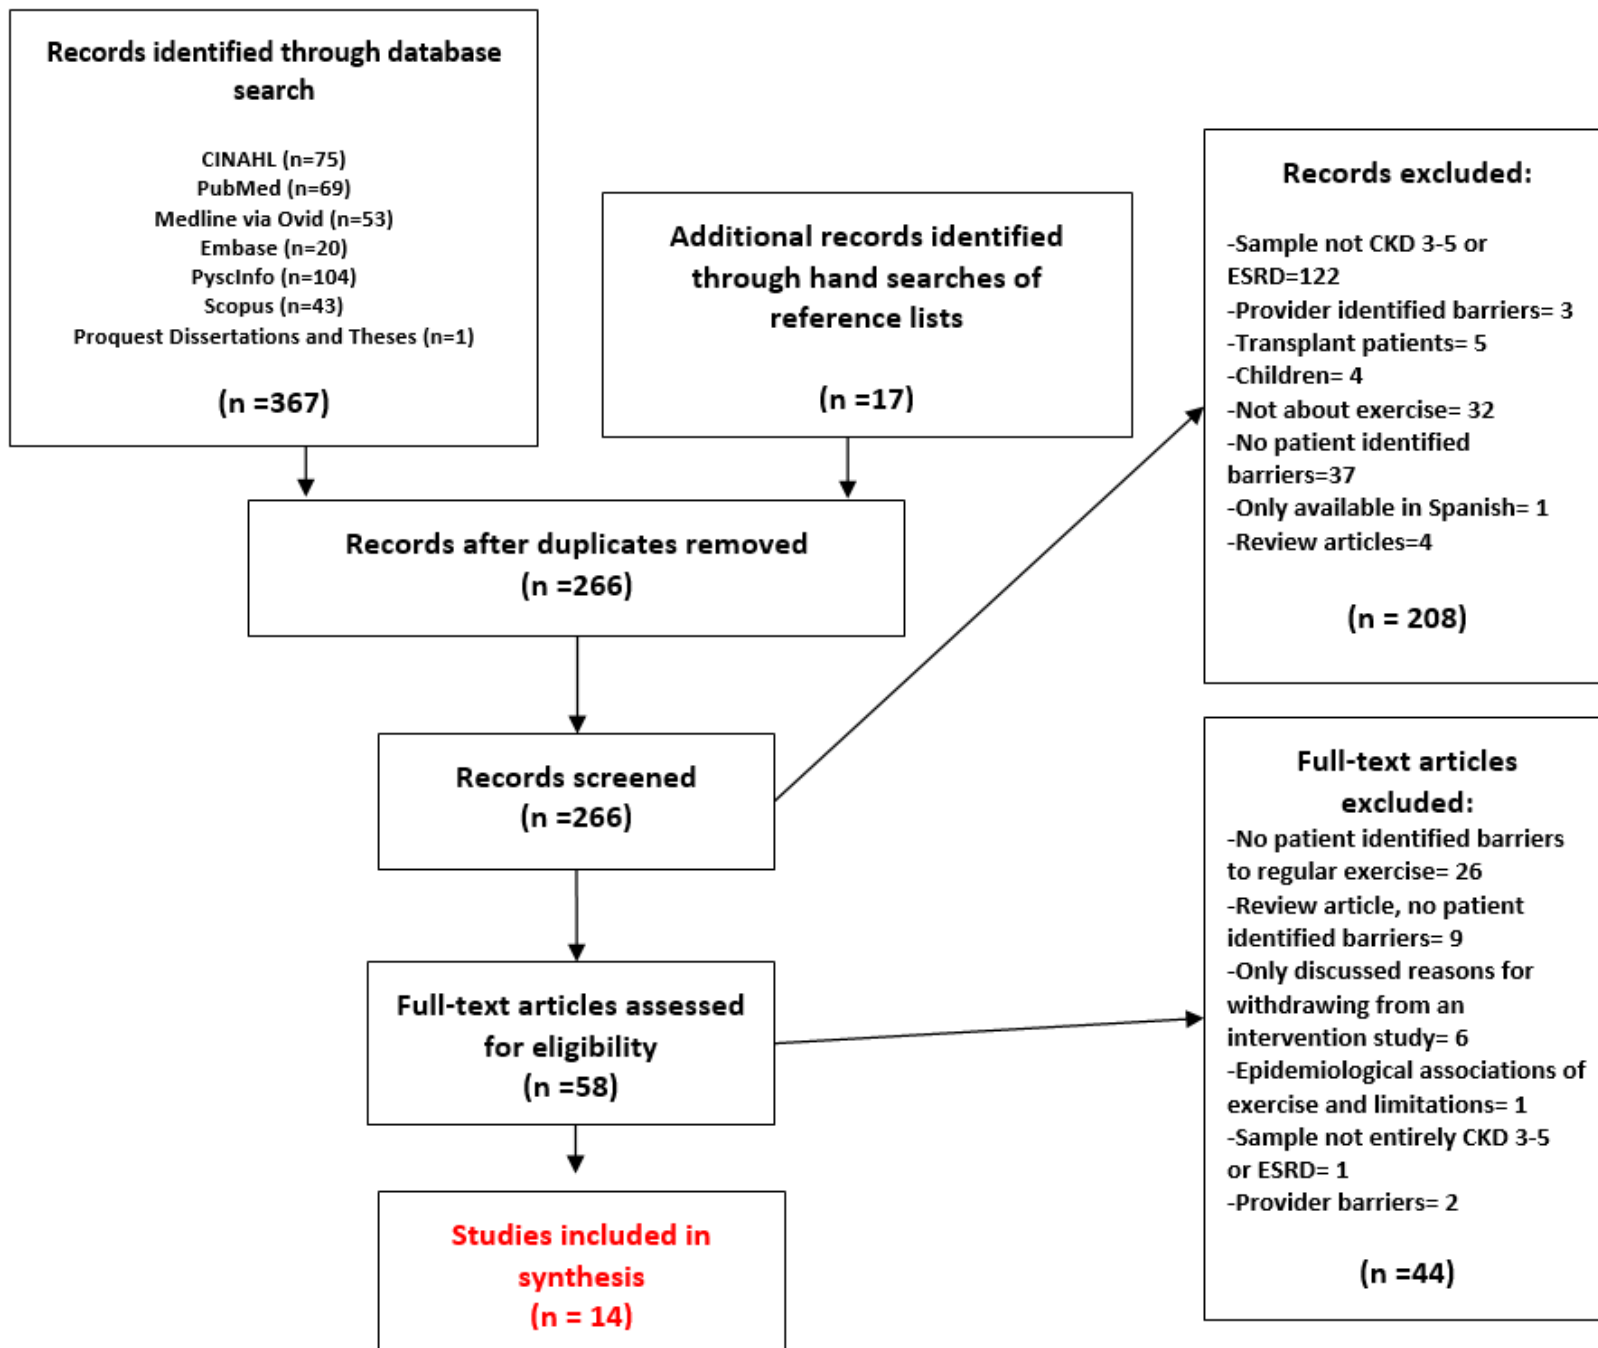 Records identified through database
search
CINAHL (n=75)
PubMed (n=69)
Medline via Ovid (n=53)
Embase (n=20)
PyscInfo (n=104)
Scopus (n=43)
Proquest Dissertations and Theses (n=1)
(n =367)
Additional records identified
through hand searches of
reference lists
(n =17)
Records after duplicates removed
(n =266)
Records screened
(n =266)
Records excluded:
-Sample not CKD 3-5 or
ESRD=122
-Provider identified barriers= 3
-Transplant patients= 5
-Children= 4
-Not about exercise= 32
-No patient identified
barriers=37
-Only available in Spanish= 1
-Review articles=4
(n = 208)
Full-text articles assessed
for eligibility
(n =58)
Full-text articles
excluded:
-No patient identified barriers
to regular exercise= 26
-Review article, no patient
identified barriers= 9
-Only discussed reasons for
withdrawing from an
intervention study= 6
-Epidemiological associations of
exercise and limitations= 1
-Sample not entirely CKD 3-5
or ESRD= 1
-Provider barriers= 2
(n =44)
Studies included in
synthesis
(n = 14)